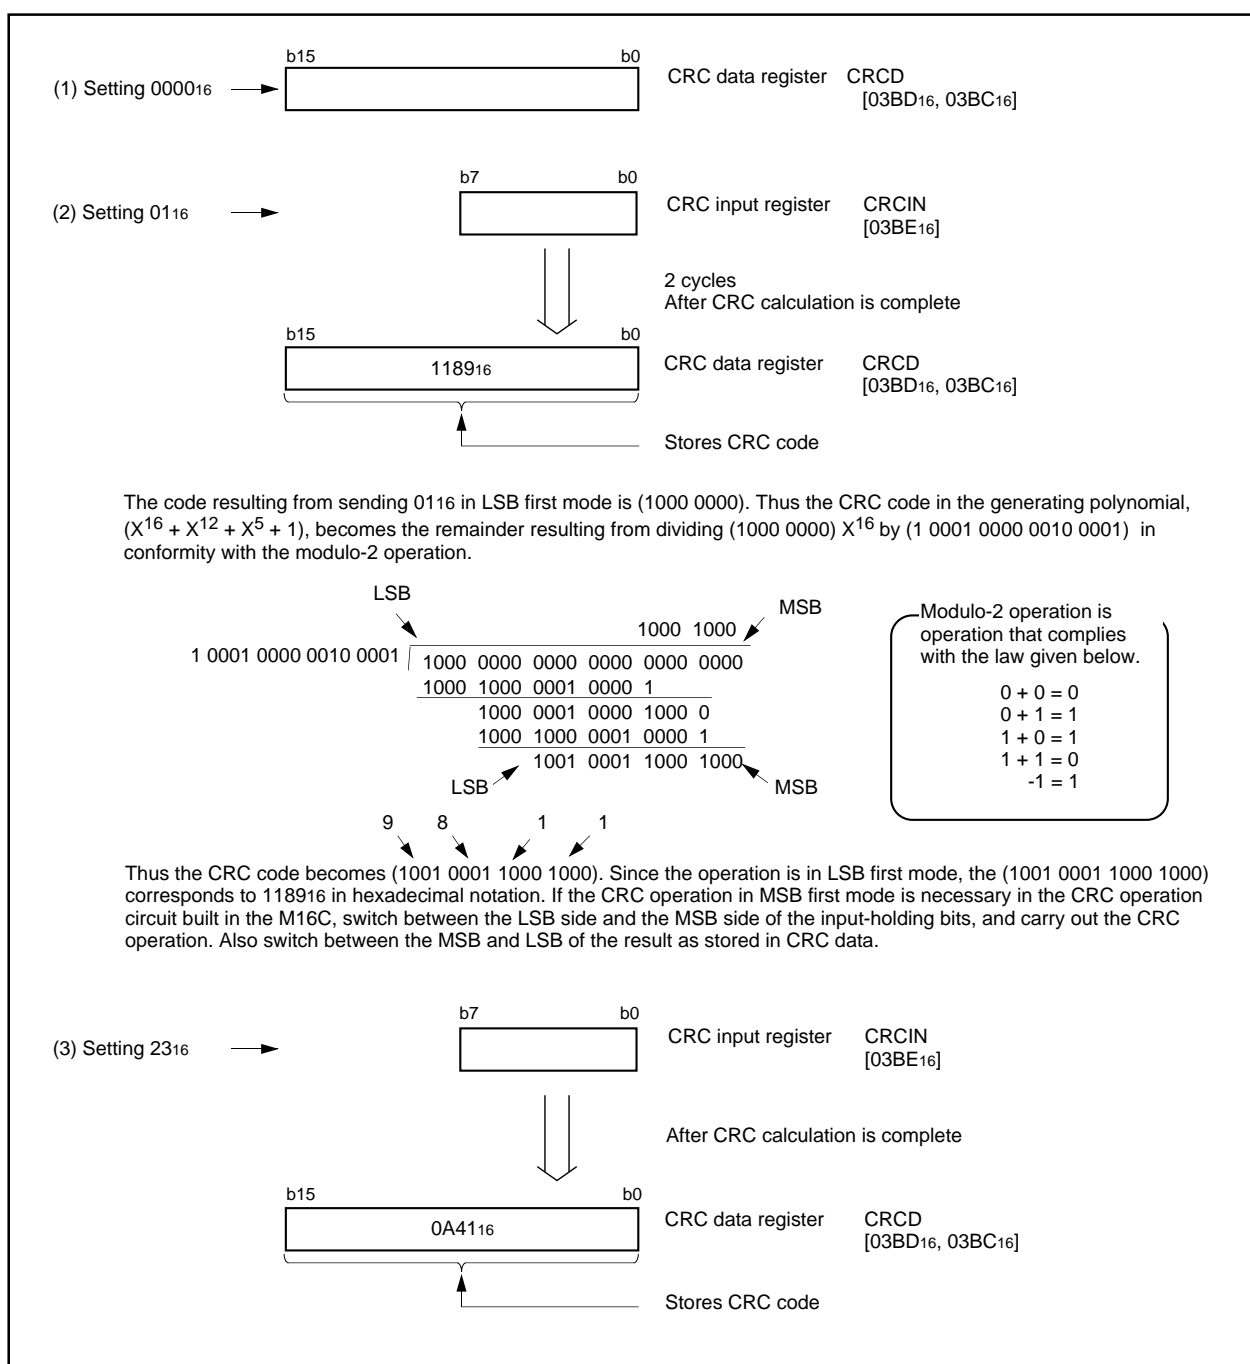 b15 b0
(1) Setting 0000₁₆ CRC data register CRCD
[03BD₁₆, 03BC₁₆]
b7 b0
(2) Setting 01₁₆ CRC input register CRCIN
[03BE₁₆]
2 cycles
After CRC calculation is complete
b15 b0
1189₁₆ CRC data register CRCD
[03BD₁₆, 03BC₁₆]
Stores CRC code
The code resulting from sending 01₁₆ in LSB first mode is (1000 0000). Thus the CRC code in the generating polynomial,
(X¹⁶ + X¹² + X⁵ + 1), becomes the remainder resulting from dividing (1000 0000) X¹⁶ by (1 0001 0000 0010 0001) in
conformity with the modulo-2 operation.
LSB MSB
1000 1000
1 0001 0000 0010 0001 1000 0000 0000 0000 0000 0000
1000 1000 0001 0000 1
1000 0001 0000 1000 0
1000 1000 0001 0000 1
1001 0001 1000 1000
LSB MSB
Modulo-2 operation is
operation that complies
with the law given below.
0 + 0 = 0
0 + 1 = 1
1 + 0 = 1
1 + 1 = 0
-1 = 1
9 8 1 1
Thus the CRC code becomes (1001 0001 1000 1000). Since the operation is in LSB first mode, the (1001 0001 1000 1000)
corresponds to 1189₁₆ in hexadecimal notation. If the CRC operation in MSB first mode is necessary in the CRC operation
circuit built in the M16C, switch between the LSB side and the MSB side of the input-holding bits, and carry out the CRC
operation. Also switch between the MSB and LSB of the result as stored in CRC data.
b7 b0
(3) Setting 23₁₆ CRC input register CRCIN
[03BE₁₆]
After CRC calculation is complete
b15 b0
0A41₁₆ CRC data register CRCD
[03BD₁₆, 03BC₁₆]
Stores CRC code